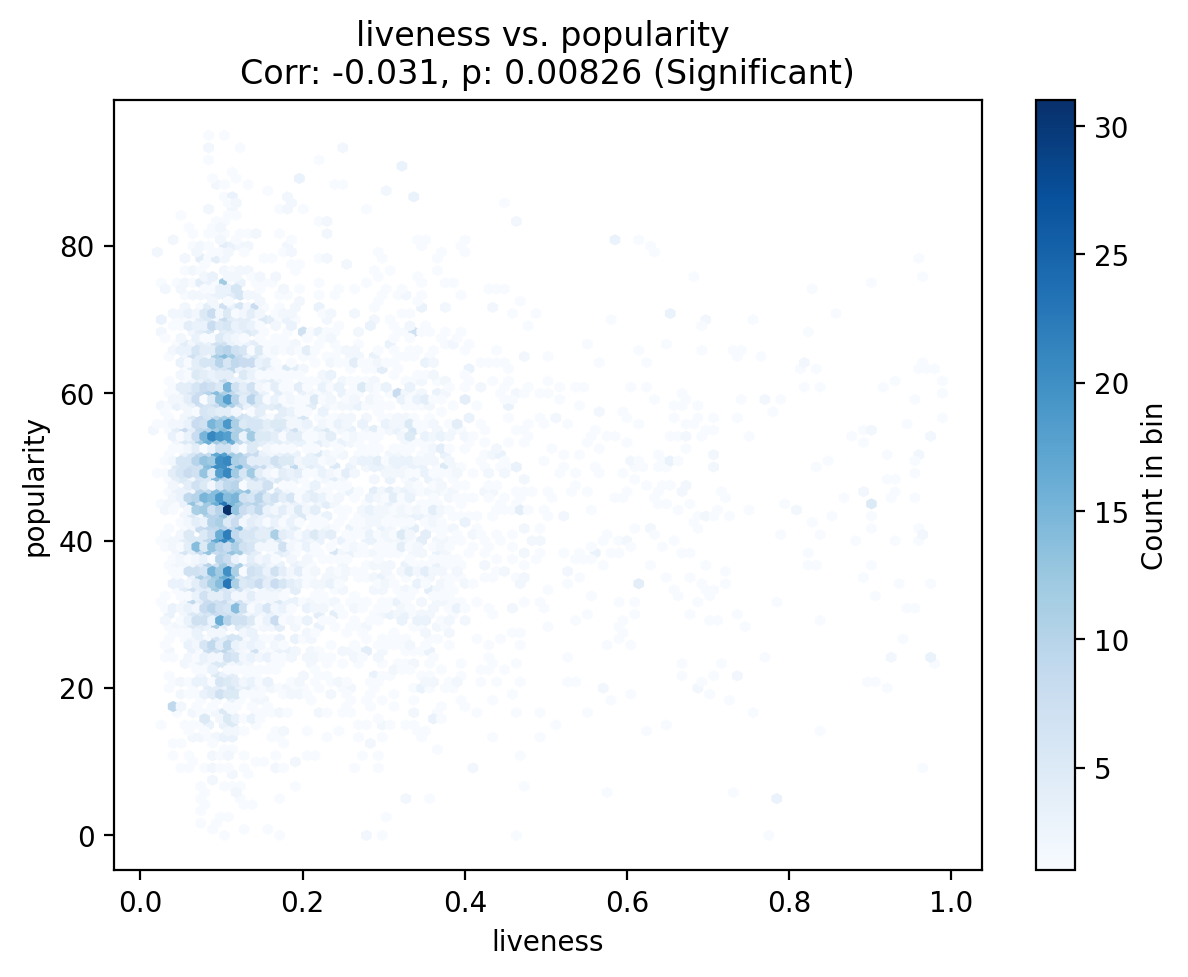 liveness vs. popularity
Corr: -0.031, p: 0.00826 (Significant)
popularity
80
60
40
20
0
0.0 0.2 0.4 0.6 0.8 1.0
liveness
30
25
20
15
10
5
Count in bin